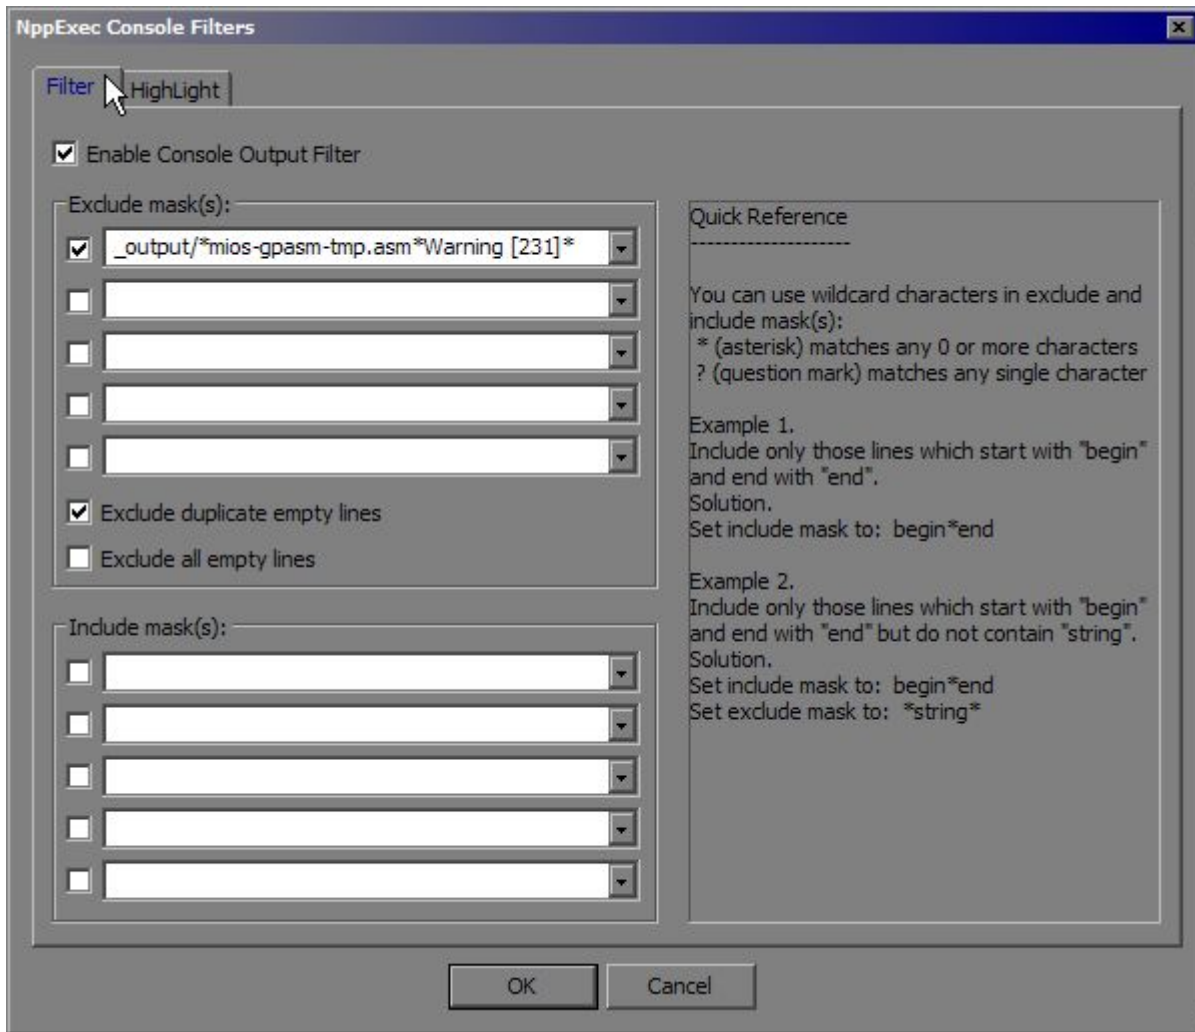 NppExec Console Filters
Filter
HighLight
Enable Console Output Filter
Exclude mask(s):
_output/*mios-gpasm-tmp.asm*Warning [231]*
Exclude duplicate empty lines
Exclude all empty lines
Include mask(s):
Quick Reference
--------------------
You can use wildcard characters in exclude and
include mask(s):
* (asterisk) matches any 0 or more characters
? (question mark) matches any single character
Example 1.
Include only those lines which start with "begin"
and end with "end".
Solution.
Set include mask to:  begin*end
Example 2.
Include only those lines which start with "begin"
and end with "end" but do not contain "string".
Solution.
Set include mask to:  begin*end
Set exclude mask to:  *string*
OK
Cancel